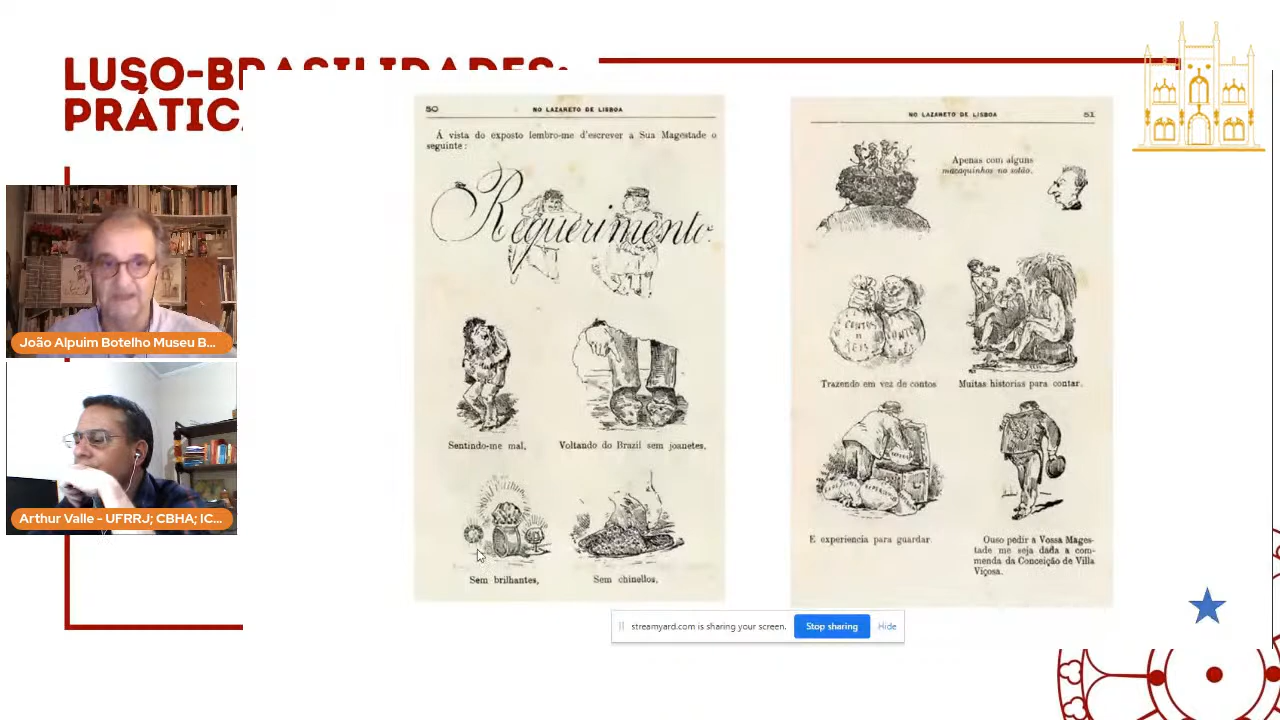 LUSO-BRASILIDADES:
PRÁTIC
50 NO LAZARETO DE LISBOA
Á vista do exposto lembro-me d'escrever a Sua Magestade o
seguinte:
Requerimento.
Sentindo-me mal,
Voltando do Brazil sem joanetes,
Sem brilhantes,
Sem chinellos,
NO LAZARETO DE LISBOA 51
Apenas com alguns
macaquinhos no sotão.
CONTOS
REIS
CONTOS
Trazendo em vez de contos
Muitas historias para contar.
E experiencia para guardar.
Ouso pedir a Vossa Mages-
tade me seja dada a com-
menda da Conceição de Villa
Viçosa.
João Alpuim Botelho Museu B...
Arthur Valle - UFRRJ; CBHA; IC...
streamyard.com is sharing your screen.
Stop sharing
Hide